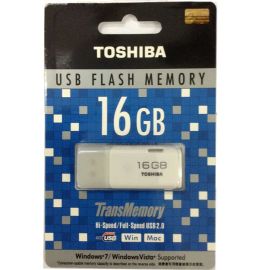 TOSHIBA
USB FLASH MEMORY
16GB
16GB
TOSHIBA
TransMemory
Hi-Speed/Full-Speed USB2.0
USB
Win
Mac
Windows®7/WindowsVista® Supported